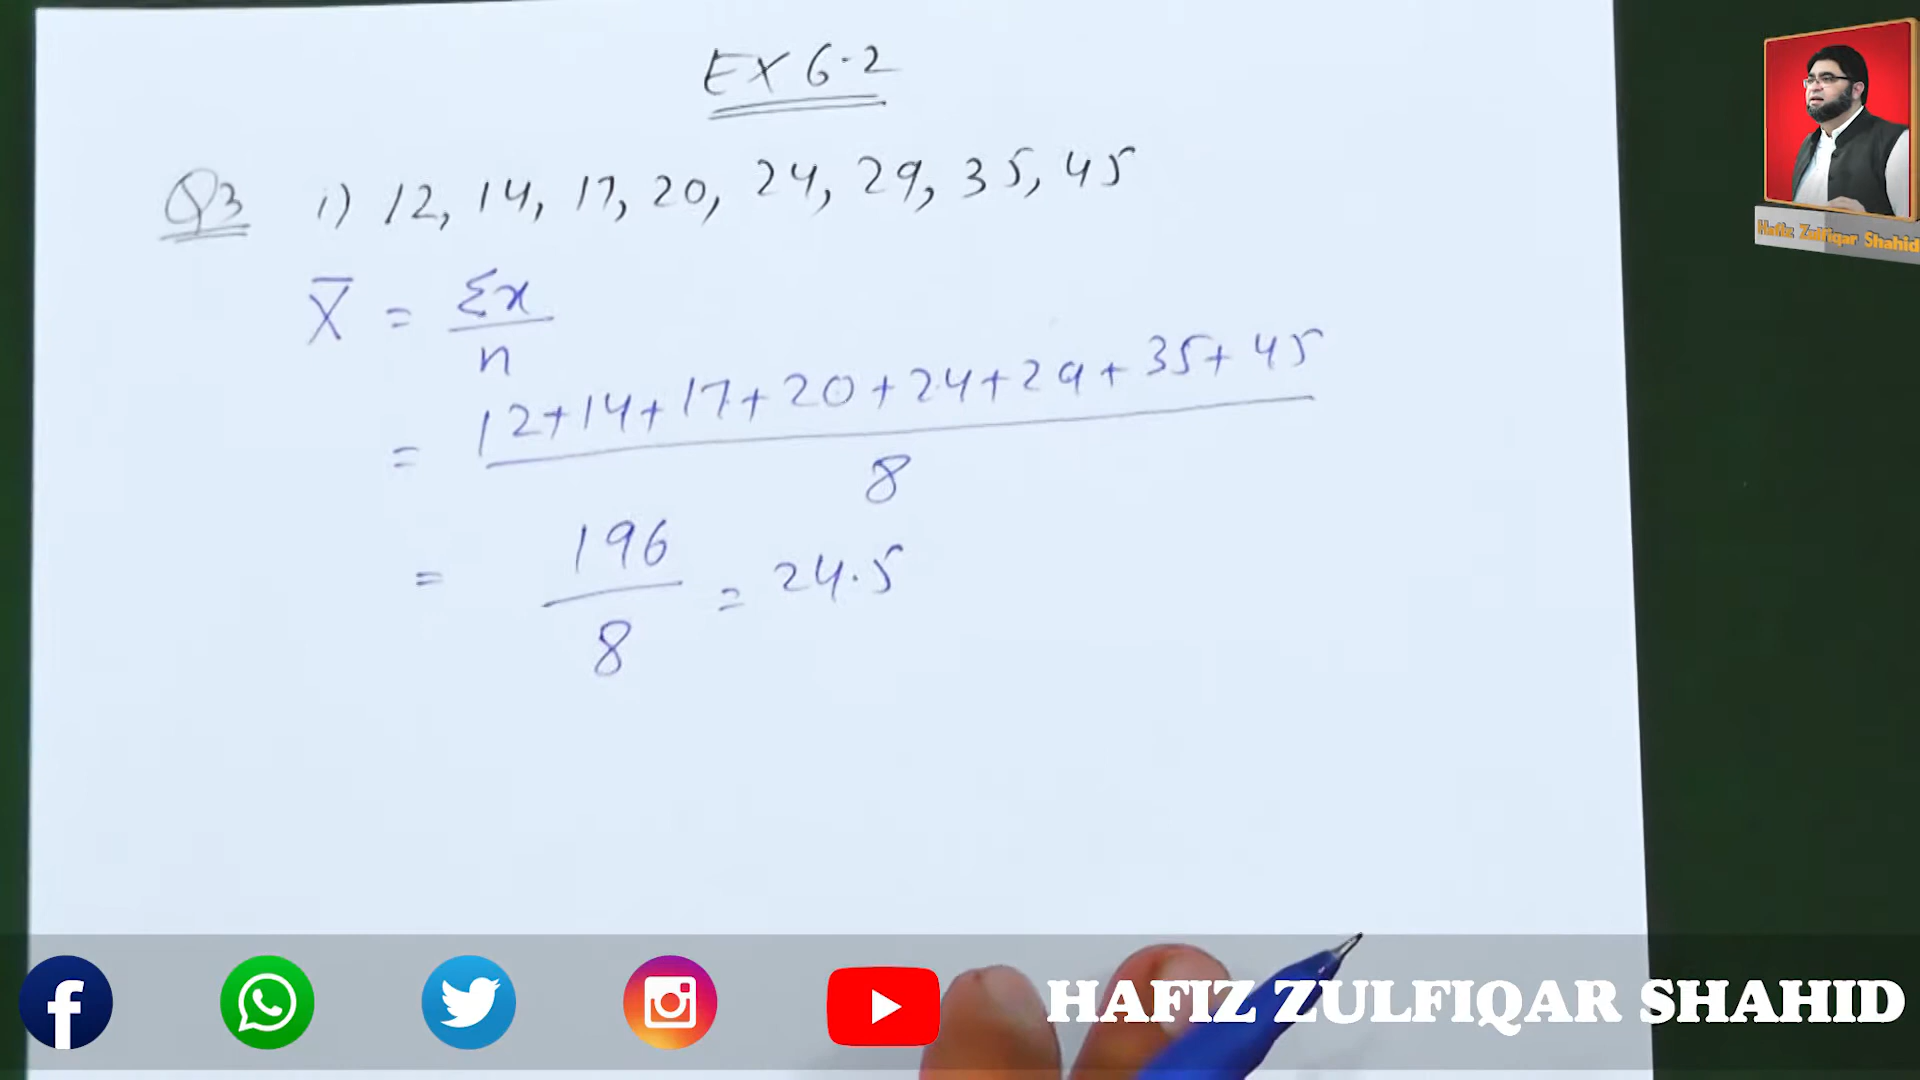 EX 6.2
Q3 i) 12, 14, 17, 20, 24, 29, 35, 45
X̄ = Σx/n
= 12+14+17+20+24+29+35+45 / 8
= 196/8 = 24.5
Hafiz Zulfiqar Shahid
HAFIZ ZULFIQAR SHAHID